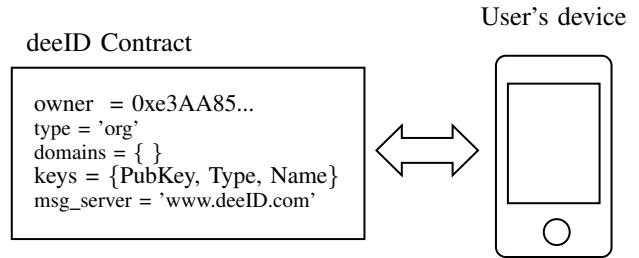 User's device
deeID Contract
owner = 0xe3AA85...
type = 'org'
domains = { }
keys = {PubKey, Type, Name}
msg_server = 'www.deeID.com'